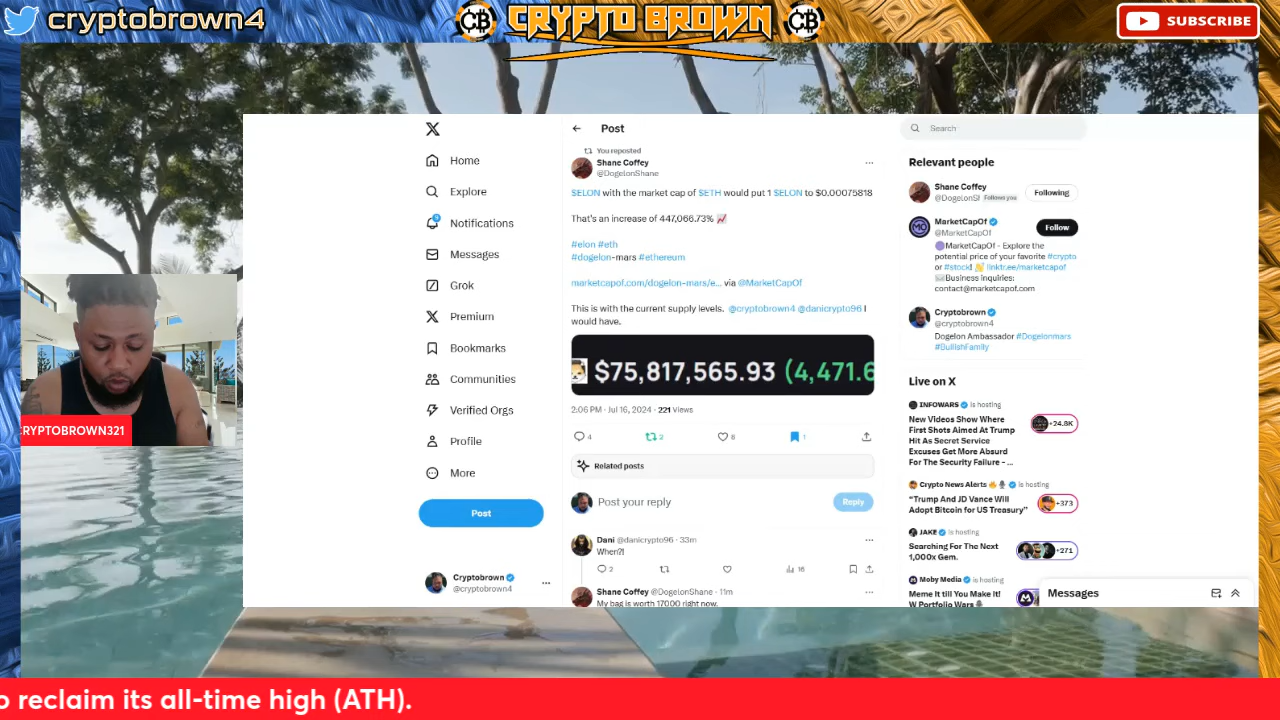 cryptobrown4
CB
CRYPTO BROWN
CB
SUBSCRIBE
Home
Explore
Notifications
Messages
Grok
Premium
Bookmarks
Communities
Verified Orgs
Profile
More
Post
Cryptobrown
@cryptobrown4
Post
You reposted
Shane Coffey
@DogelonShane
$ELON with the market cap of $ETH would put 1 $ELON to $0.00075818
That's an increase of 447,066.73%
#elon #eth
#dogelon-mars #ethereum
marketcapof.com/dogelon-mars/e... via @MarketCapOf
This is with the current supply levels. @cryptobrown4 @danicrypto96 I
would have.
$75,817,565.93 (4,471.6
2:06 PM · Jul 16, 2024 · 221 Views
4
2
8
1
Related posts
Post your reply
Reply
Dani @danicrypto96 · 33m
When?!
2
16
Shane Coffey @DogelonShane · 11m
My bag is worth 17000 right now.
Search
Relevant people
Shane Coffey
@DogelonSh Follows you
Following
MarketCapOf
@MarketCapOf
Follow
MarketCapOf - Explore the
potential price of your favorite #crypto
or #stock! linktr.ee/marketcapof
Business inquiries:
contact@marketcapof.com
Cryptobrown
@cryptobrown4
Dogelon Ambassador #Dogelonmars
#BullishFamily
Live on X
INFOWARS is hosting
New Videos Show Where
First Shots Aimed At Trump
Hit As Secret Service
Excuses Get More Absurd
For The Security Failure - ...
+24.8K
Crypto News Alerts is hosting
“Trump And JD Vance Will
Adopt Bitcoin for US Treasury”
+373
JAKE is hosting
Searching For The Next
1,000x Gem.
+271
Moby Media is hosting
Meme It till You Make It!
W Portfolio Wars
Messages
CRYPTOBROWN321
o reclaim its all-time high (ATH).